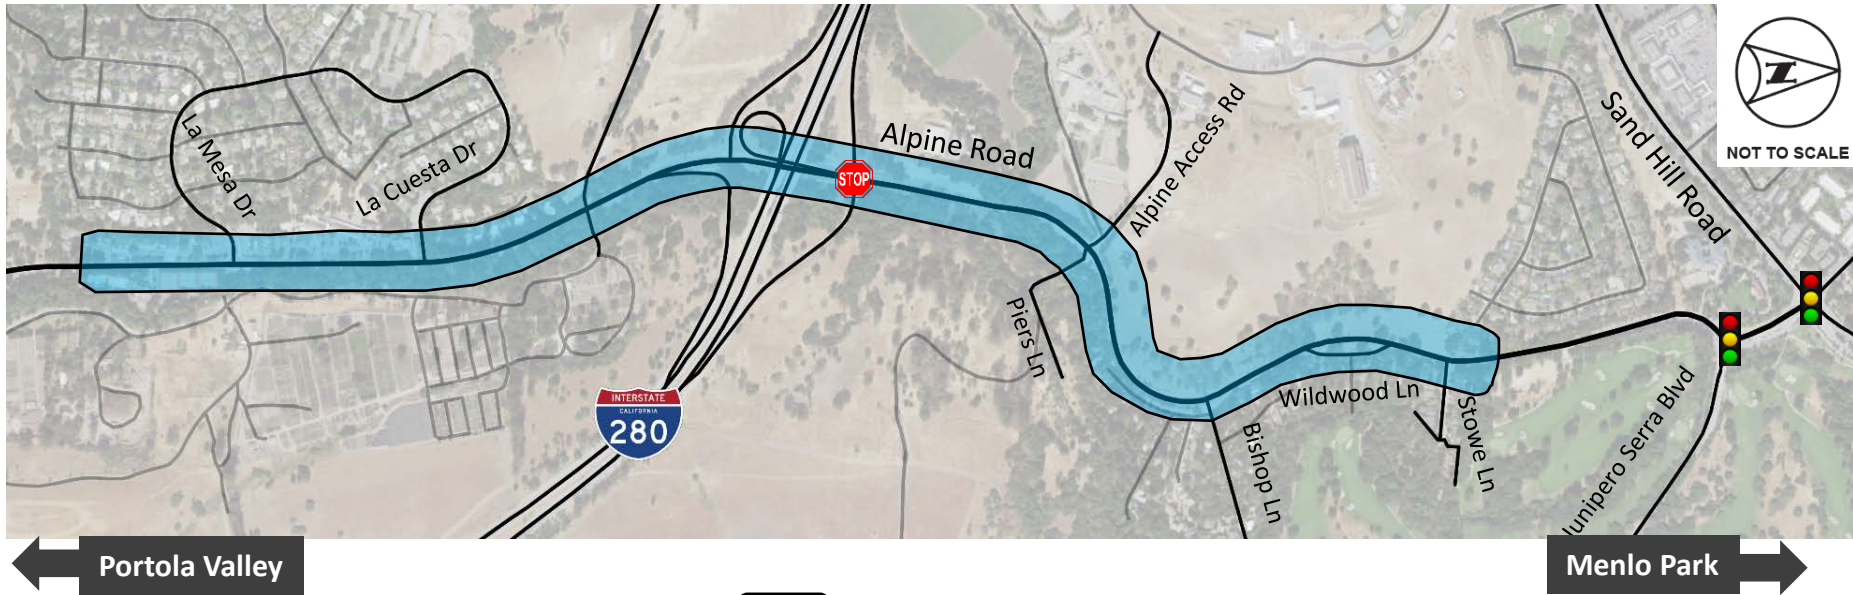 N
NOT TO SCALE
Sand Hill Road
Alpine Road
Alpine Access Rd
La Mesa Dr
La Cuesta Dr
STOP
Piers Ln
INTERSTATE
CALIFORNIA
280
Wildwood Ln
Bishop Ln
Stowe Ln
Junipero Serra Blvd
Portola Valley
Menlo Park